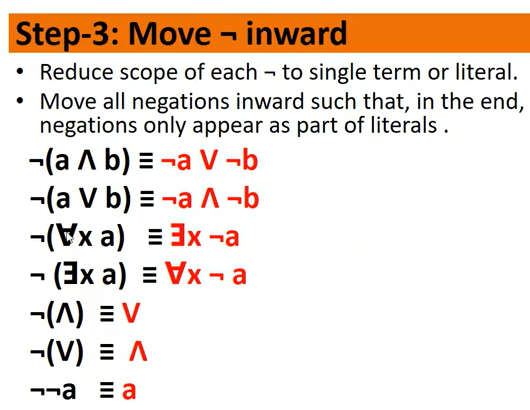 Step-3: Move ¬ inward
• Reduce scope of each ¬ to single term or literal.
• Move all negations inward such that, in the end,
negations only appear as part of literals .
¬(a Λ b) ≡ ¬a V ¬b
¬(a V b) ≡ ¬a Λ ¬b
¬(∀x a) ≡ ∃x ¬a
¬ (∃x a) ≡ ∀x ¬ a
¬(Λ) ≡ V
¬(V) ≡ Λ
¬¬a ≡ a